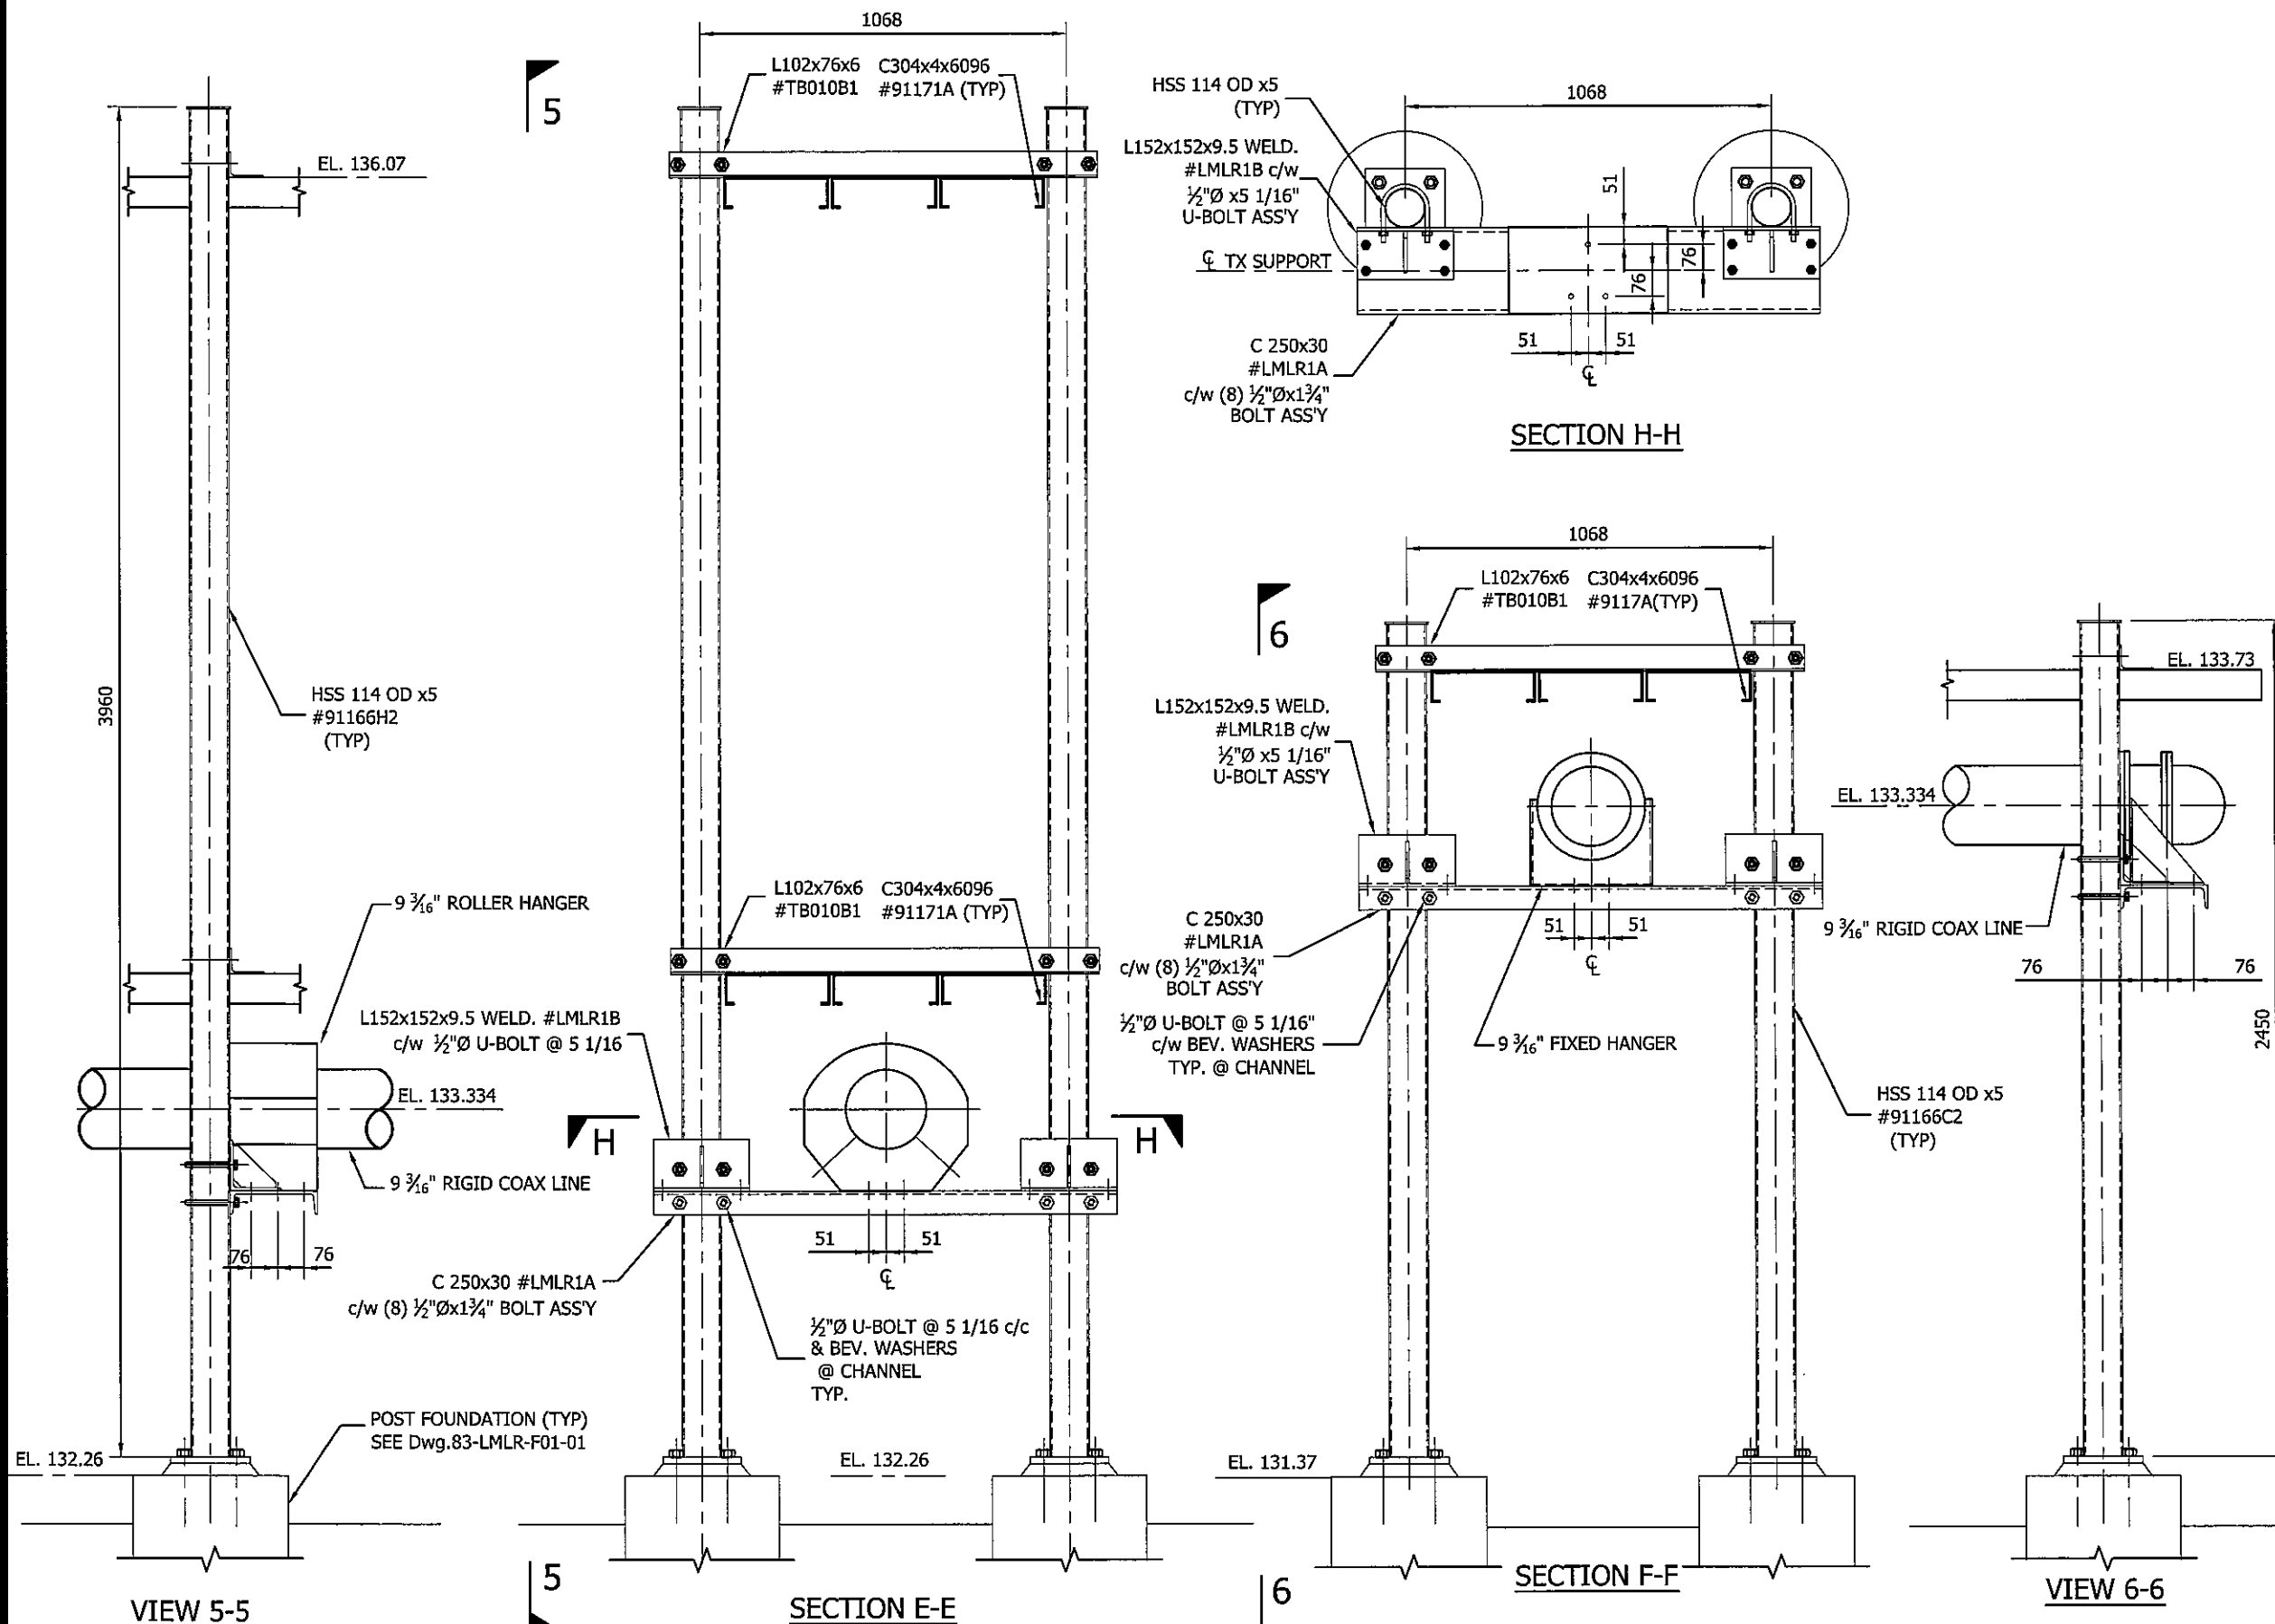 EL. 136.07
3960
HSS 114 OD x5
#91166H2
(TYP)
9 3⁄16" ROLLER HANGER
EL. 133.334
9 3⁄16" RIGID COAX LINE
76
76
POST FOUNDATION (TYP)
SEE Dwg.83-LMLR-F01-01
EL. 132.26
VIEW 5-5
5
1068
L102x76x6
#TB010B1
C304x4x6096
#91171A (TYP)
L102x76x6
#TB010B1
C304x4x6096
#91171A (TYP)
L152x152x9.5 WELD. #LMLR1B
c/w ½"Ø U-BOLT @ 5 1/16
H
H
51
51
℄
C 250x30 #LMLR1A
c/w (8) ½"Øx1¾" BOLT ASS'Y
½"Ø U-BOLT @ 5 1/16 c/c
& BEV. WASHERS
@ CHANNEL
TYP.
EL. 132.26
5
SECTION E-E
HSS 114 OD x5
(TYP)
1068
L152x152x9.5 WELD.
#LMLR1B c/w
½"Ø x5 1/16"
U-BOLT ASS'Y
51
76
76
℄ TX SUPPORT
C 250x30
#LMLR1A
c/w (8) ½"Øx1¾"
BOLT ASS'Y
51
51
℄
SECTION H-H
6
1068
L102x76x6
#TB010B1
C304x4x6096
#9117A(TYP)
L152x152x9.5 WELD.
#LMLR1B c/w
½"Ø x5 1/16"
U-BOLT ASS'Y
C 250x30
#LMLR1A
c/w (8) ½"Øx1¾"
BOLT ASS'Y
51
51
℄
½"Ø U-BOLT @ 5 1/16"
c/w BEV. WASHERS
TYP. @ CHANNEL
9 3⁄16" FIXED HANGER
HSS 114 OD x5
#91166C2
(TYP)
EL. 131.37
6
SECTION F-F
EL. 133.73
EL. 133.334
9 3⁄16" RIGID COAX LINE
76
76
2450
VIEW 6-6